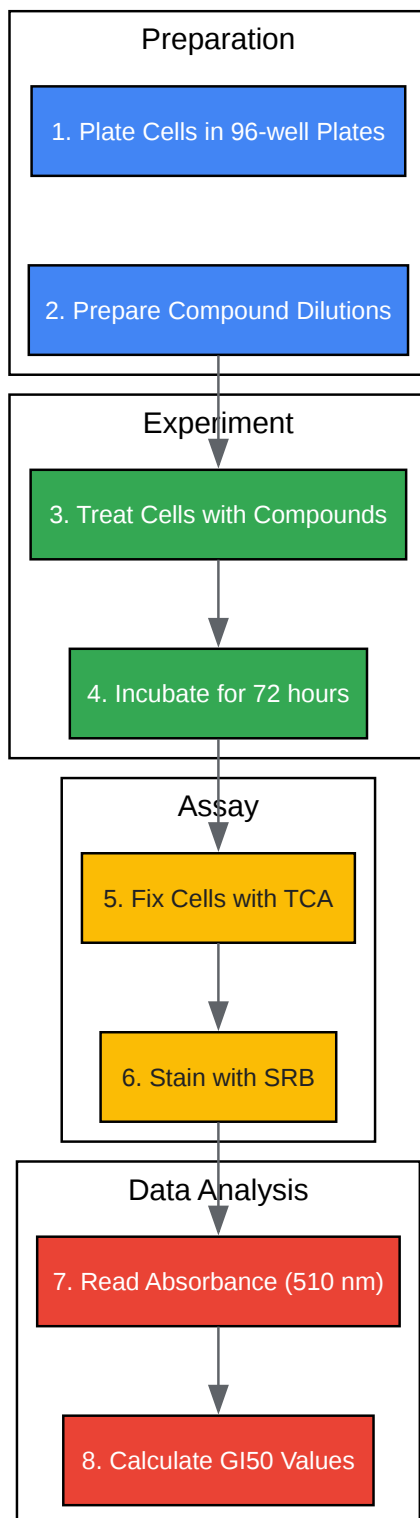 Preparation
1. Plate Cells in 96-well Plates
2. Prepare Compound Dilutions
Experiment
3. Treat Cells with Compounds
4. Incubate for 72 hours
Assay
5. Fix Cells with TCA
6. Stain with SRB
Data Analysis
7. Read Absorbance (510 nm)
8. Calculate GI50 Values